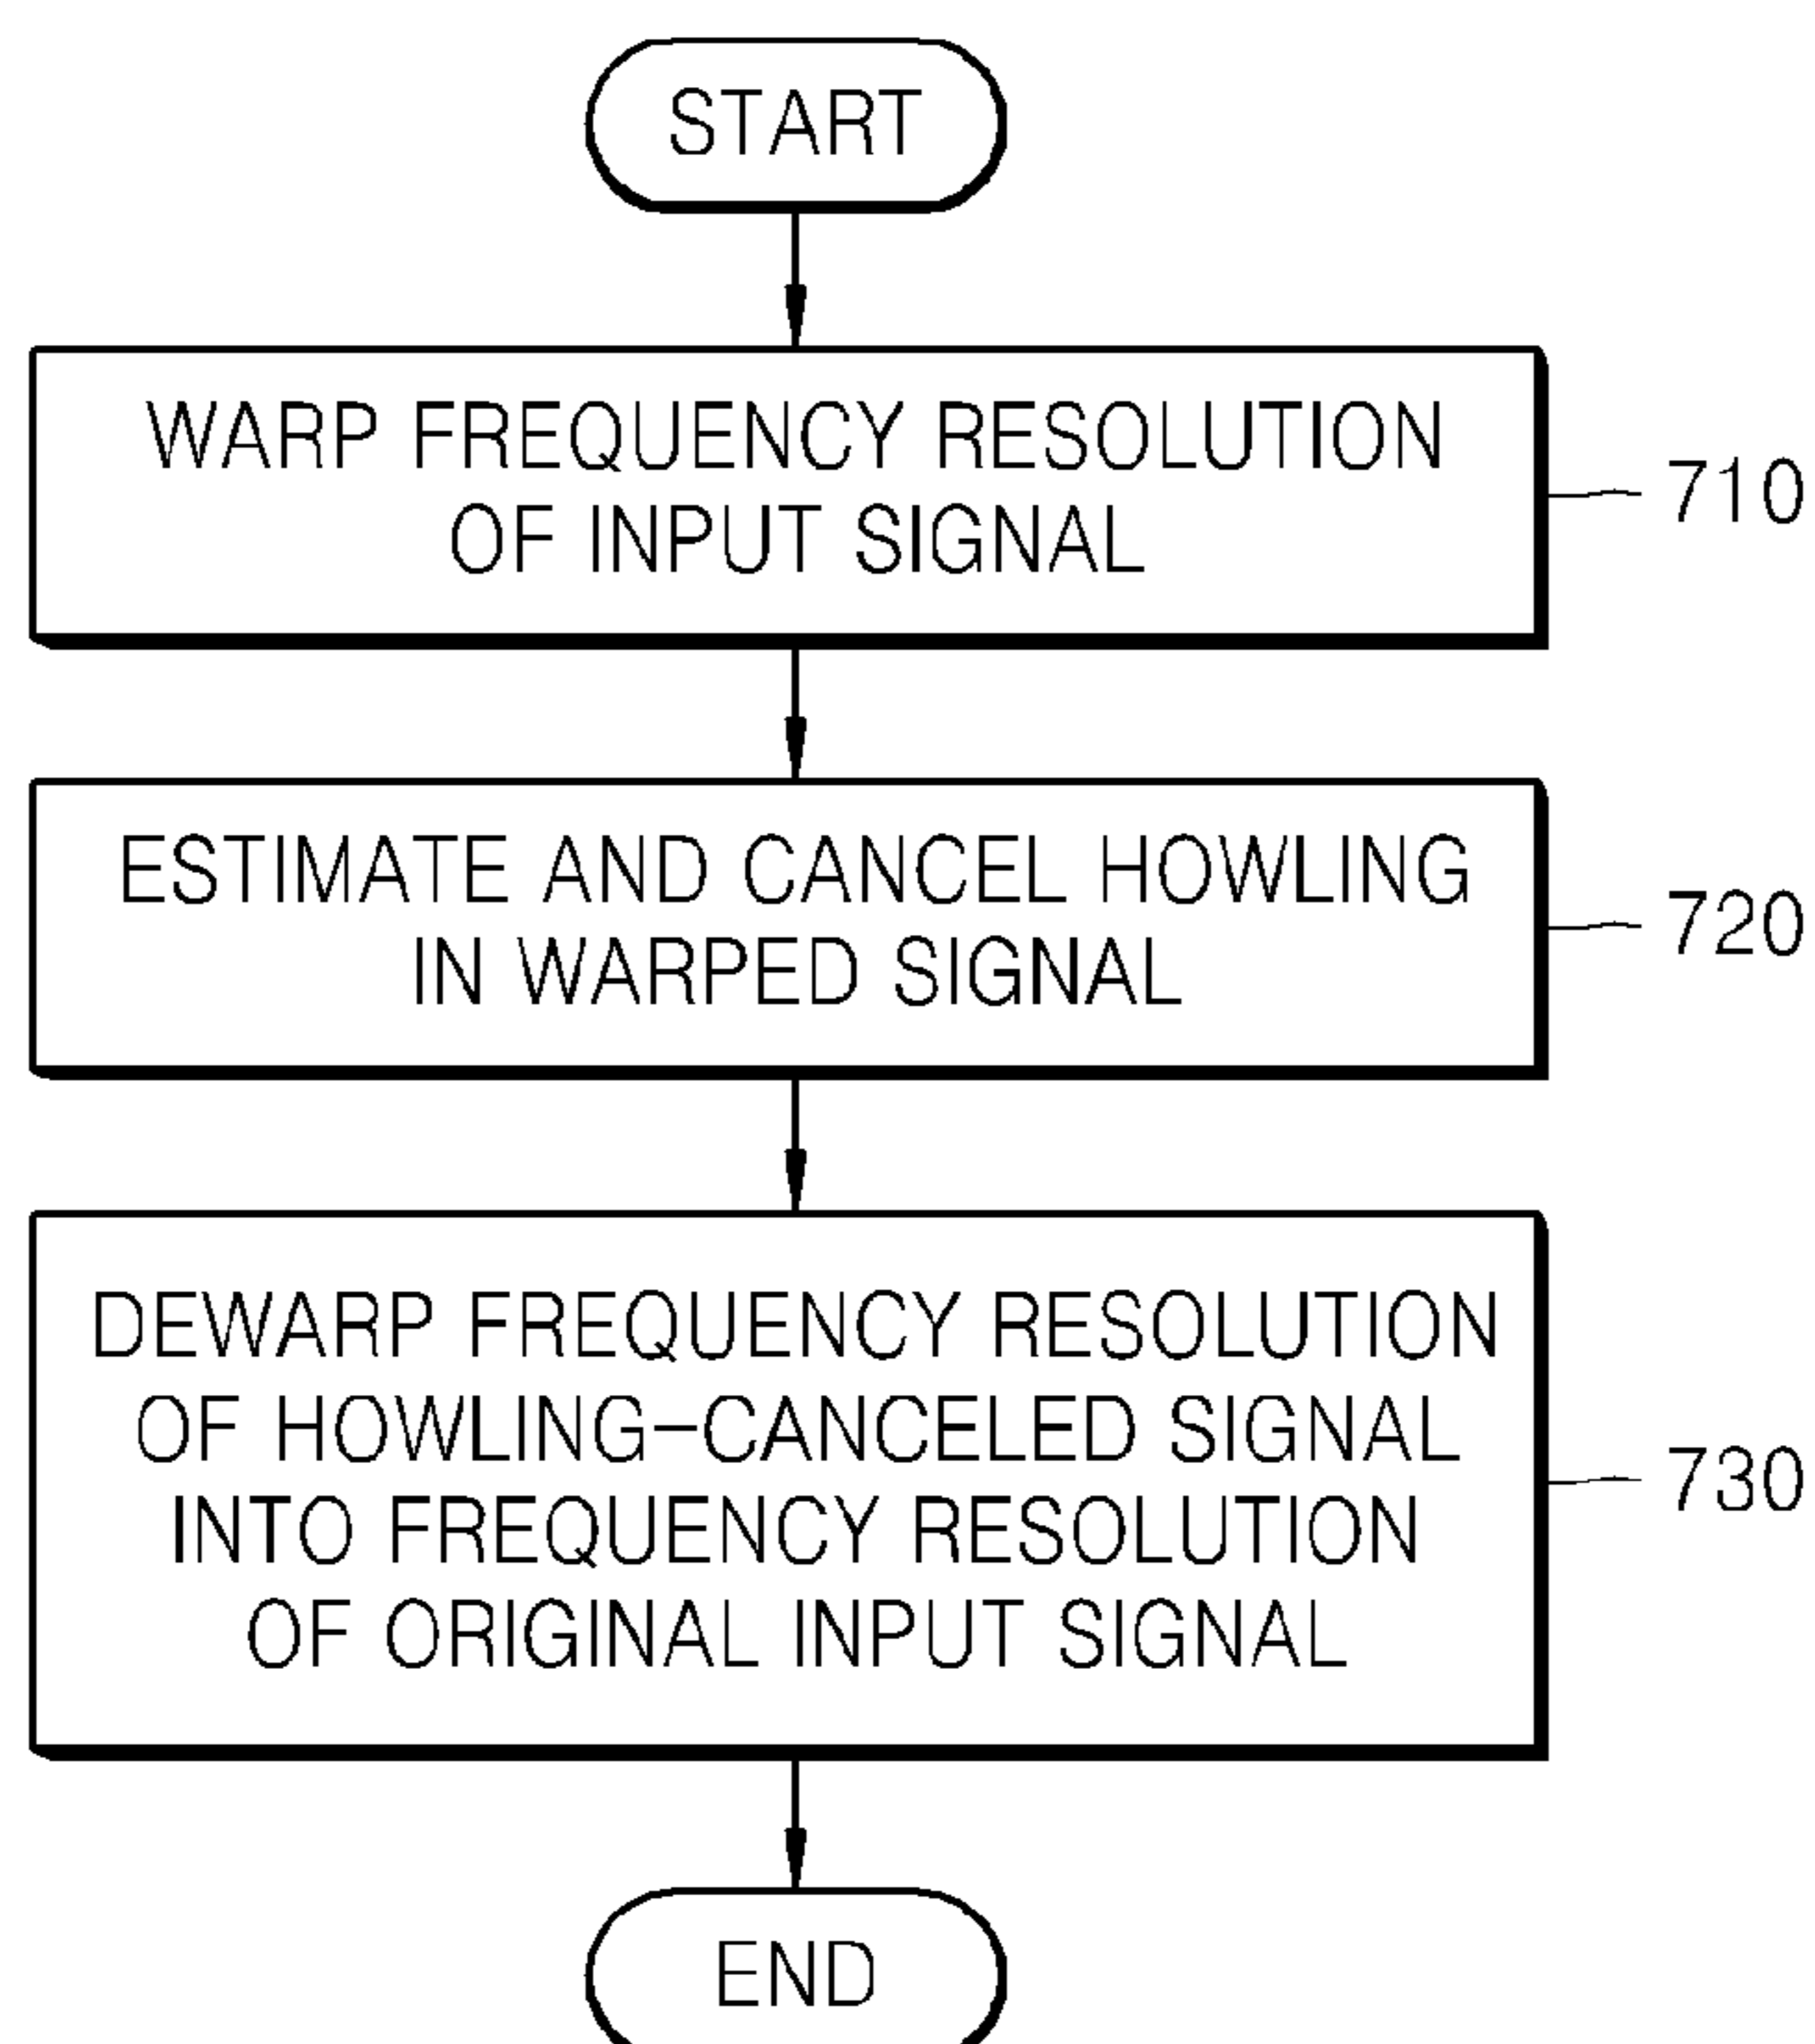 START
WARP FREQUENCY RESOLUTION
OF INPUT SIGNAL
710
ESTIMATE AND CANCEL HOWLING
IN WARPED SIGNAL
720
DEWARP FREQUENCY RESOLUTION
OF HOWLING-CANCELED SIGNAL
INTO FREQUENCY RESOLUTION
OF ORIGINAL INPUT SIGNAL
730
END